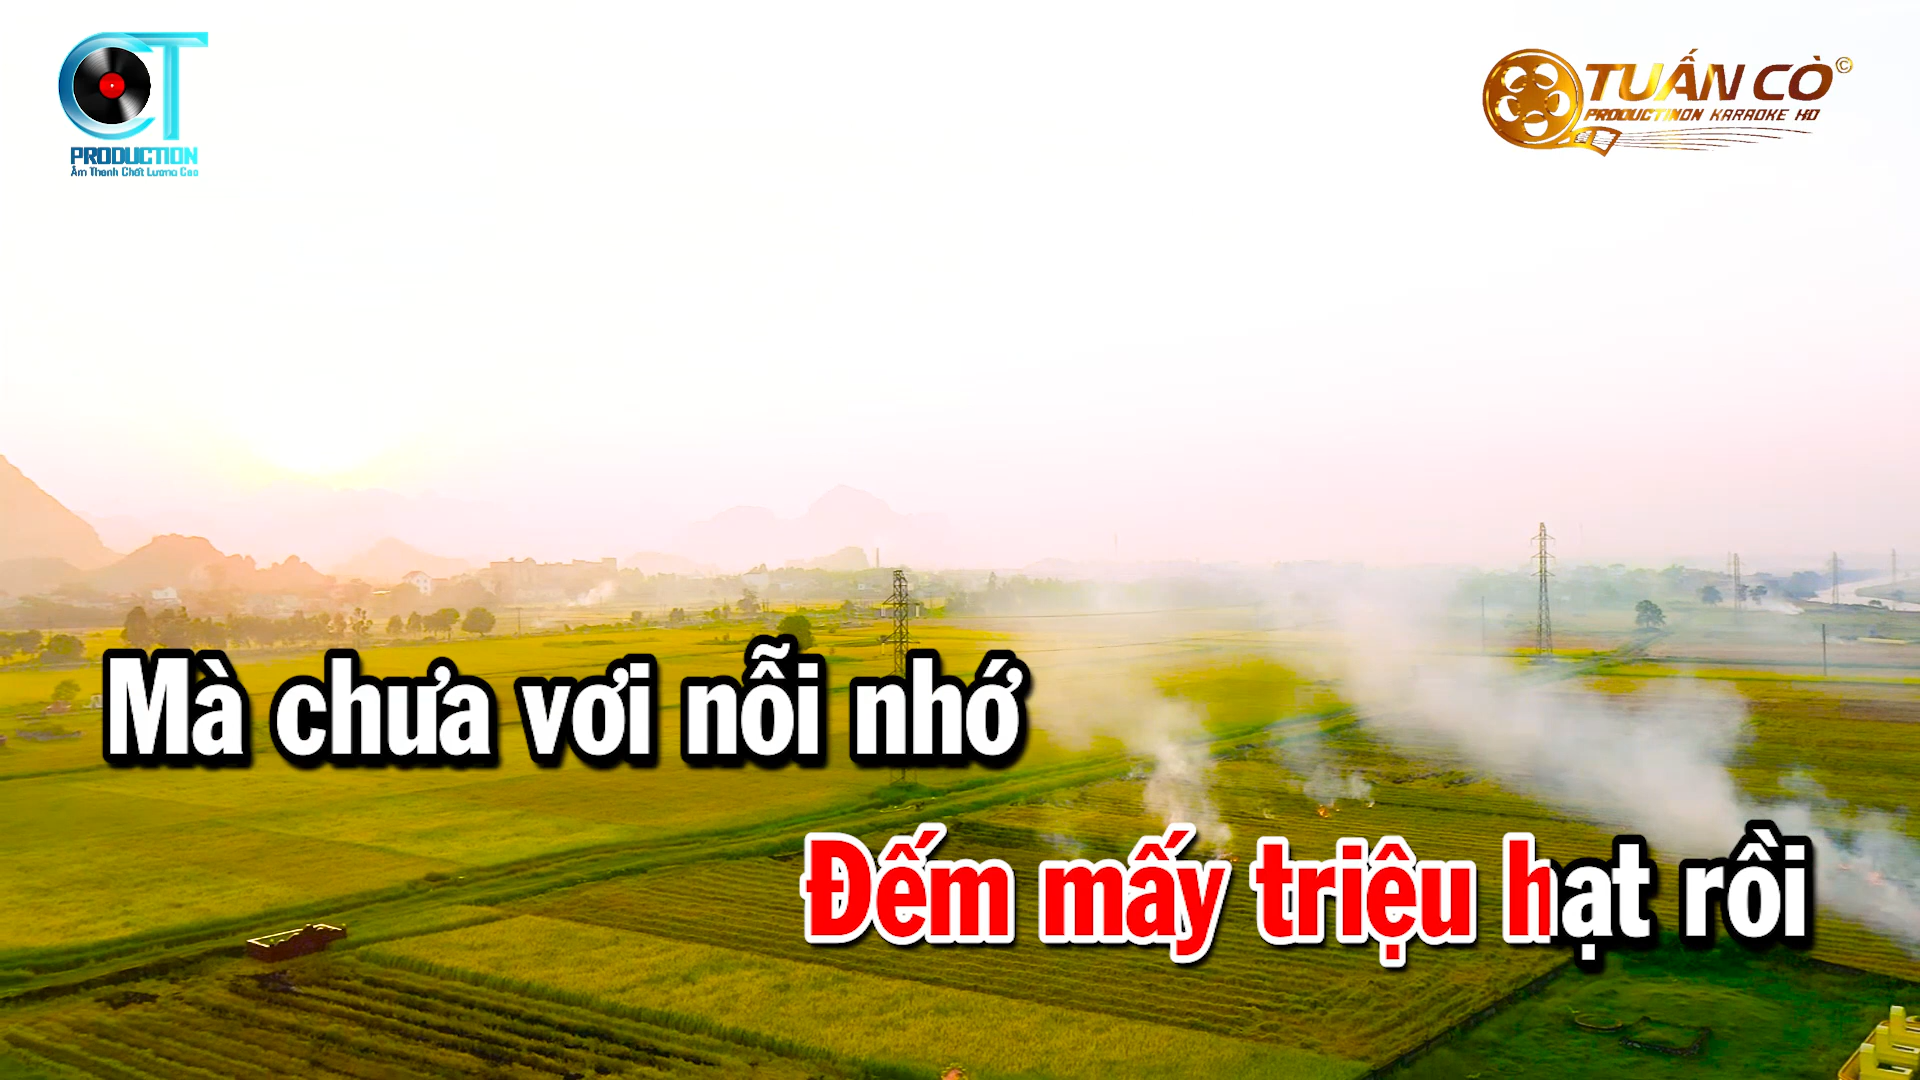 CT
PRODUCTION
Âm Thanh Chất Lượng Cao
TUẤN CÒ ©
PRODUCTINON KARAOKE HD
Mà chưa vơi nỗi nhớ
Đếm mấy triệu hạt rồi